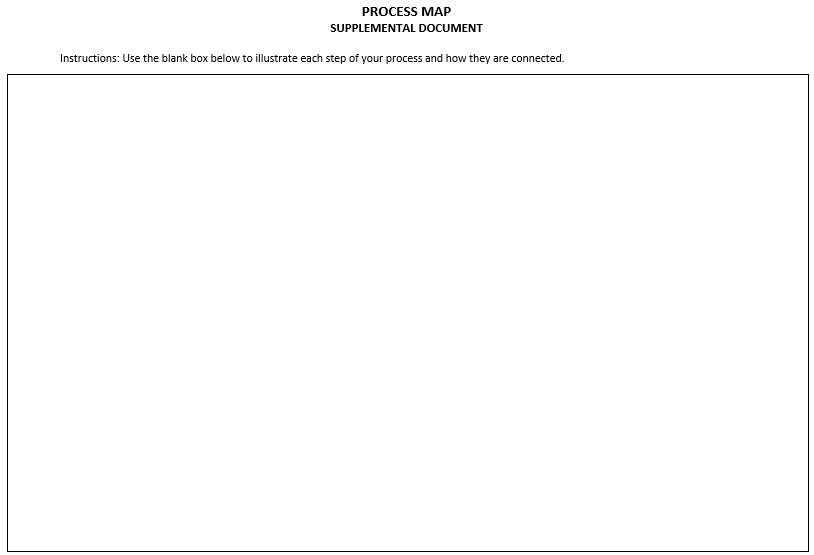 PROCESS MAP
SUPPLEMENTAL DOCUMENT
Instructions: Use the blank box below to illustrate each step of your process and how they are connected.